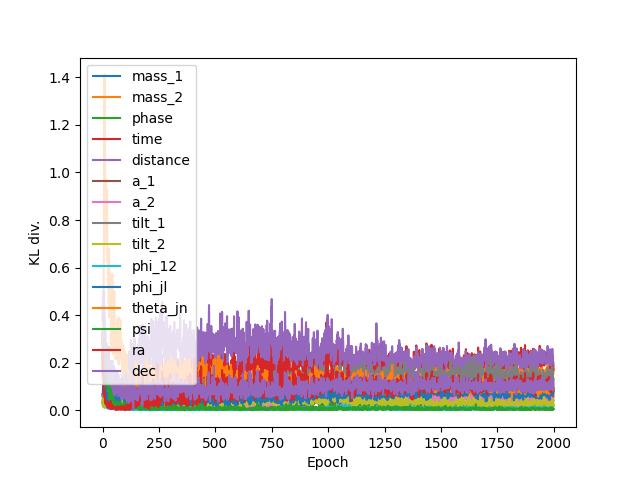 1.4
1.2
1.0
0.8
0.6
0.4
0.2
0.0
KL div.
mass_1
mass_2
phase
time
distance
a_1
a_2
tilt_1
tilt_2
phi_12
phi_jl
theta_jn
psi
ra
dec
0 250 500 750 1000 1250 1500 1750 2000
Epoch